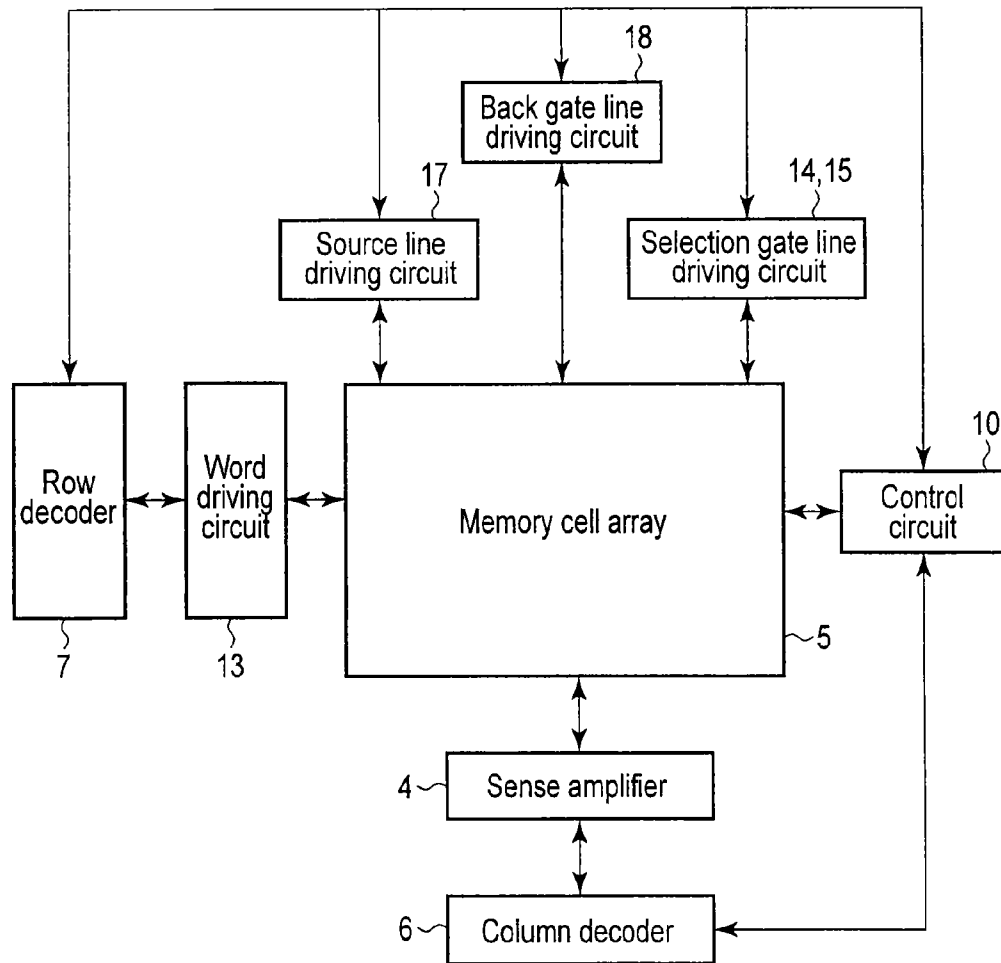 18
Back gate line
driving circuit
17
Source line
driving circuit
14,15
Selection gate line
driving circuit
Row
decoder
7
Word
driving
circuit
13
Memory cell array
5
10
Control
circuit
4
Sense amplifier
6
Column decoder